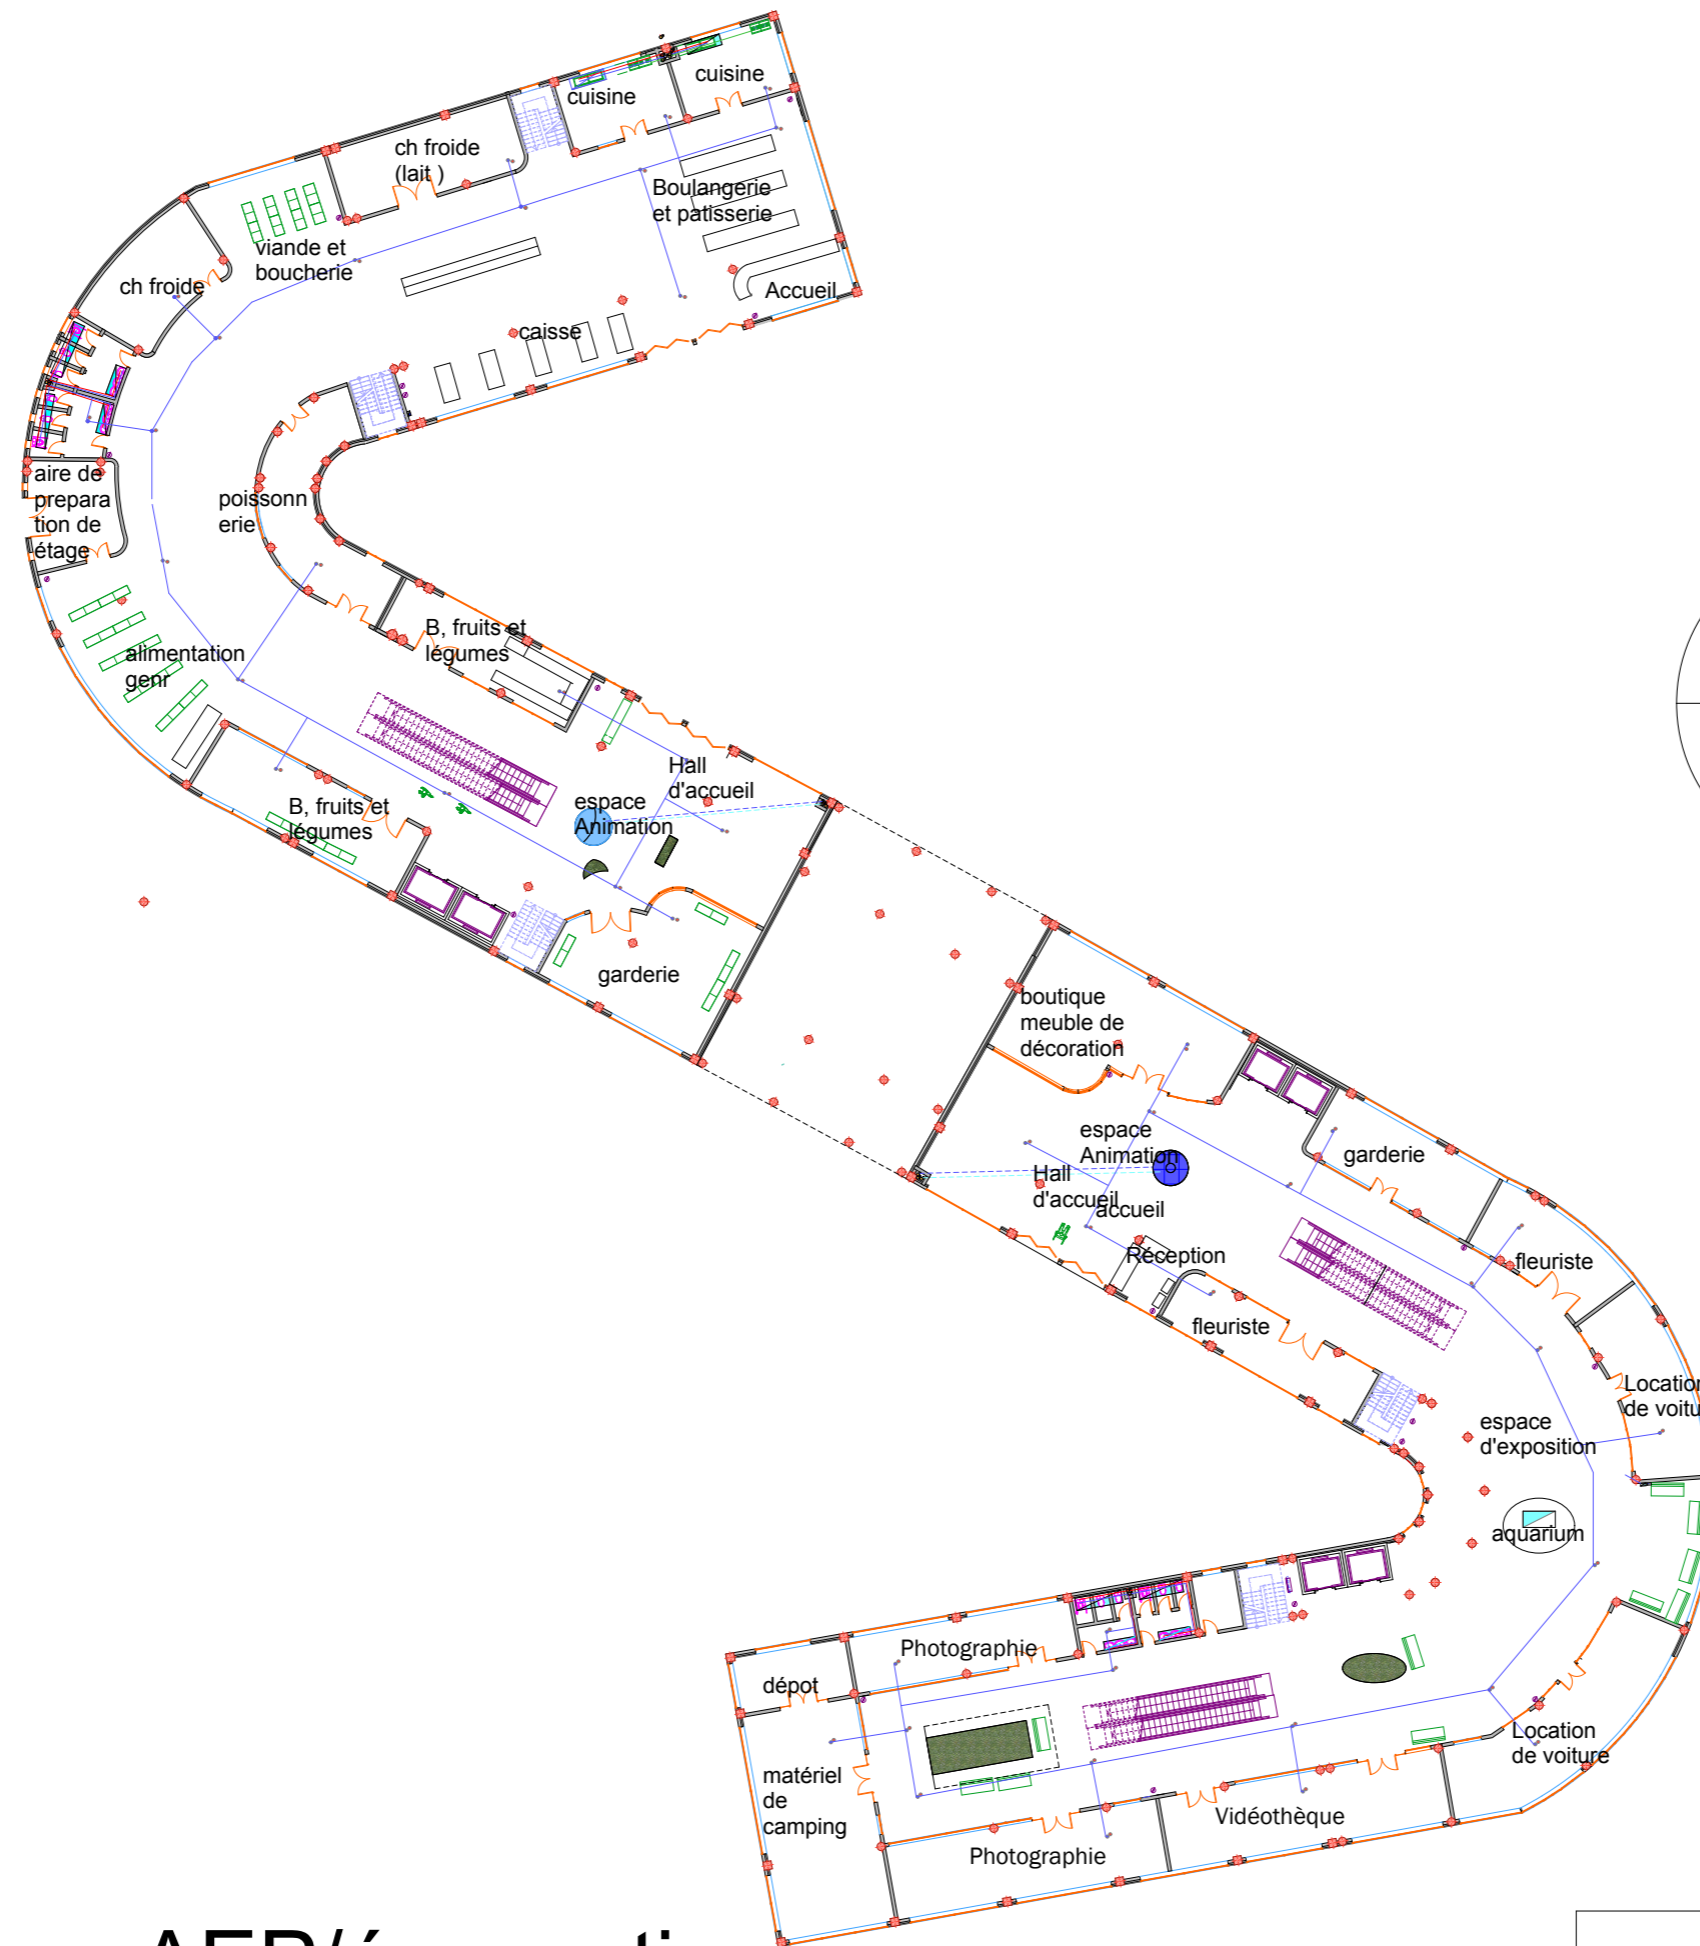 cuisine
cuisine
ch froide
(lait )
Boulangerie
et patisserie
viande et
boucherie
ch froide
Accueil
caisse
aire de
prepara
tion de
étage
poissonn
erie
B, fruits et
légumes
alimentation
genr
Hall
d'accueil
espace
Animation
B, fruits et
légumes
garderie
boutique
meuble de
décoration
espace
Animation
garderie
Hall
d'accueil
accueil
Réception
fleuriste
fleuriste
Location
de voitu
espace
d'exposition
aquarium
Photographie
dépot
Location
de voiture
matériel
de
camping
Vidéothèque
Photographie